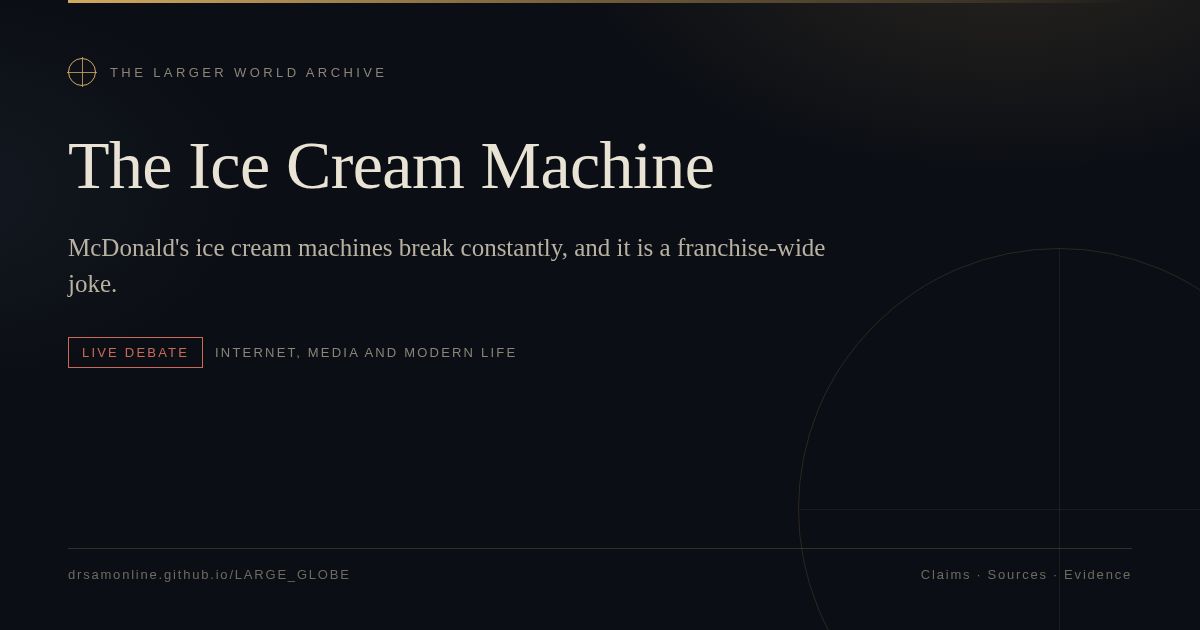 THE LARGER WORLD ARCHIVE
The Ice Cream Machine
McDonald's ice cream machines break constantly, and it is a franchise-wide
joke.
LIVE DEBATE INTERNET, MEDIA AND MODERN LIFE
drsamonline.github.io/LARGE_GLOBE Claims · Sources · Evidence